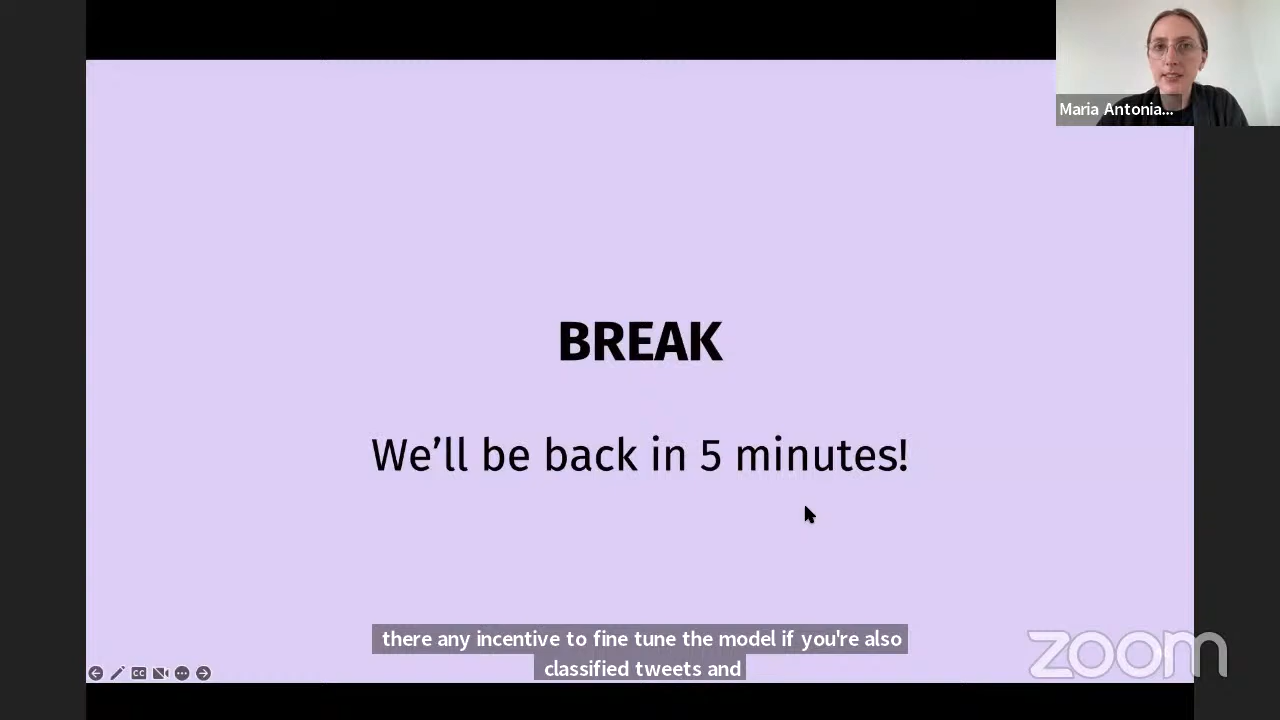 Maria Antonia...
BREAK
We’ll be back in 5 minutes!
there any incentive to fine tune the model if you're also
classified tweets and
CC
zoom